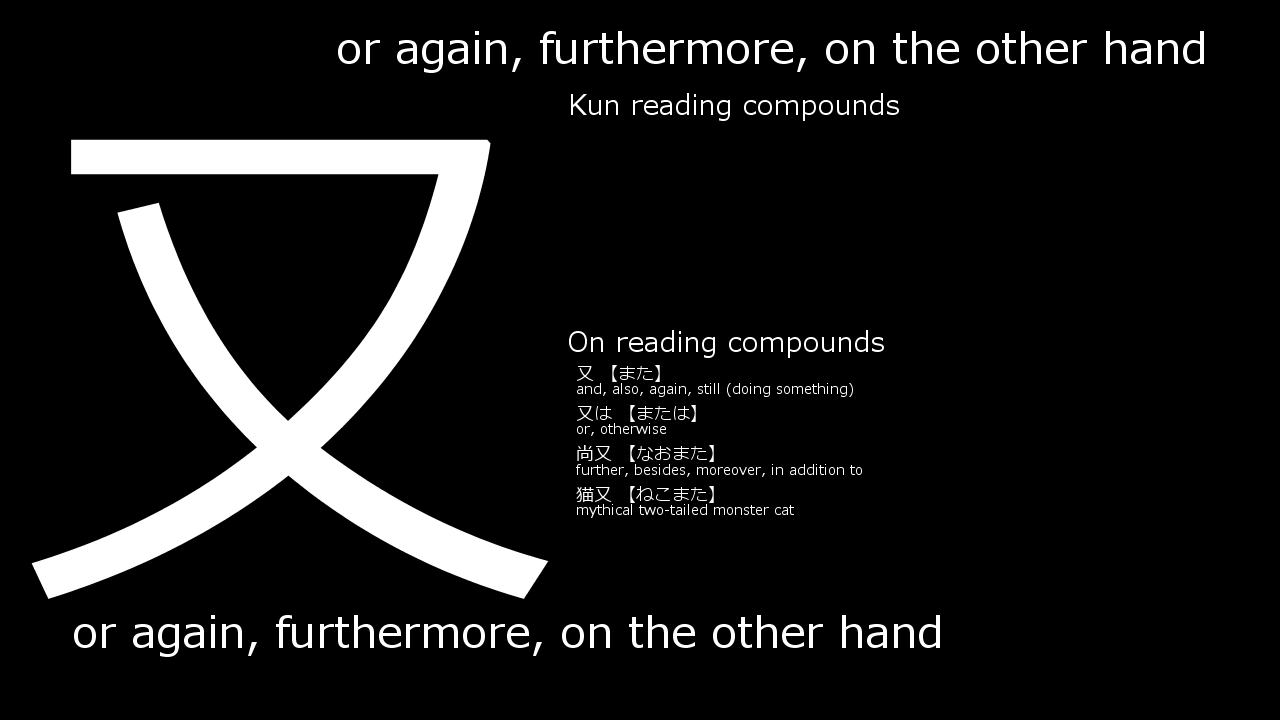 or again, furthermore, on the other hand
Kun reading compounds
又
On reading compounds
又 【また】
and, also, again, still (doing something)
又は 【または】
or, otherwise
尚又 【なおまた】
further, besides, moreover, in addition to
猫又 【ねこまた】
mythical two-tailed monster cat
or again, furthermore, on the other hand